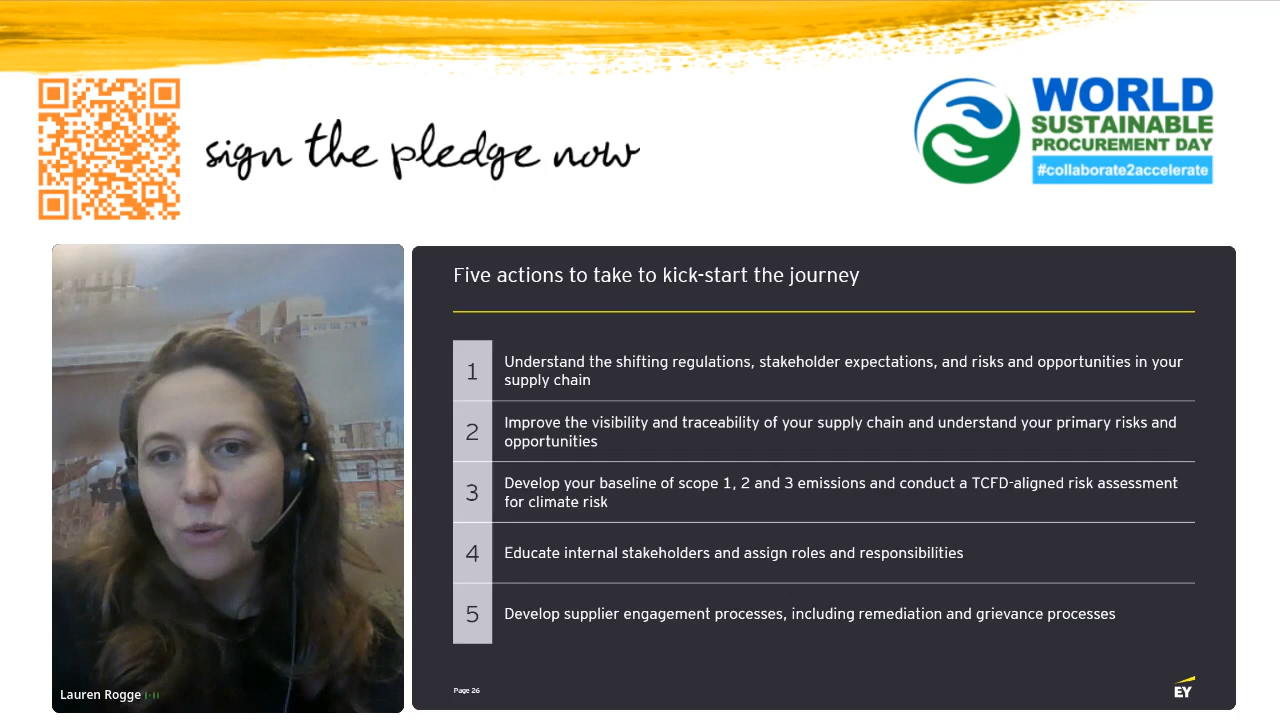 sign the pledge now
WORLD
SUSTAINABLE
PROCUREMENT DAY
#collaborate2accelerate
Lauren Rogge
Five actions to take to kick-start the journey
1
Understand the shifting regulations, stakeholder expectations, and risks and opportunities in your
supply chain
2
Improve the visibility and traceability of your supply chain and understand your primary risks and
opportunities
3
Develop your baseline of scope 1, 2 and 3 emissions and conduct a TCFD-aligned risk assessment
for climate risk
4
Educate internal stakeholders and assign roles and responsibilities
5
Develop supplier engagement processes, including remediation and grievance processes
Page 26
EY